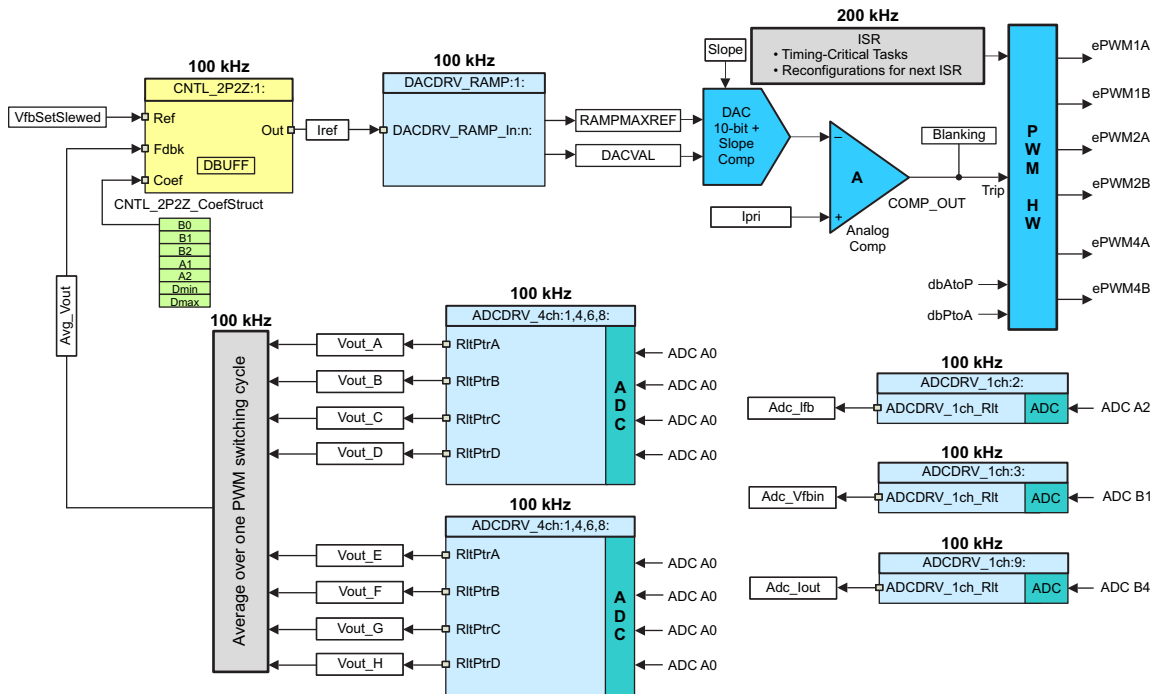 200 kHz
ISR
• Timing-Critical Tasks
• Reconfigurations for next ISR
100 kHz
CNTL_2P2Z:1:
VfbSetSlewed
Ref
Fdbk
Coef
Out
DBUFF
CNTL_2P2Z_CoefStruct
B0
B1
B2
A1
A2
Dmin
Dmax
Iref
100 kHz
DACDRV_RAMP:1:
DACDRV_RAMP_In:n:
RAMPMAXREF
DACVAL
Slope
DAC
10-bit +
Slope
Comp
Ipri
–
+
A
Analog
Comp
COMP_OUT
Blanking
Trip
PWM HW
dbAtoP
dbPtoA
ePWM1A
ePWM1B
ePWM2A
ePWM2B
ePWM4A
ePWM4B
Avg_Vout
100 kHz
Average over one PWM switching cycle
Vout_A
Vout_B
Vout_C
Vout_D
100 kHz
ADCDRV_4ch:1,4,6,8:
RltPtrA
RltPtrB
RltPtrC
RltPtrD
ADC
ADC A0
ADC A0
ADC A0
ADC A0
Vout_E
Vout_F
Vout_G
Vout_H
100 kHz
ADCDRV_4ch:1,4,6,8:
RltPtrA
RltPtrB
RltPtrC
RltPtrD
ADC
ADC A0
ADC A0
ADC A0
ADC A0
100 kHz
ADCDRV_1ch:2:
Adc_Ifb
ADCDRV_1ch_Rlt
ADC
ADC A2
100 kHz
ADCDRV_1ch:3:
Adc_Vfbin
ADCDRV_1ch_Rlt
ADC
ADC B1
100 kHz
ADCDRV_1ch:9:
Adc_Iout
ADCDRV_1ch_Rlt
ADC
ADC B4